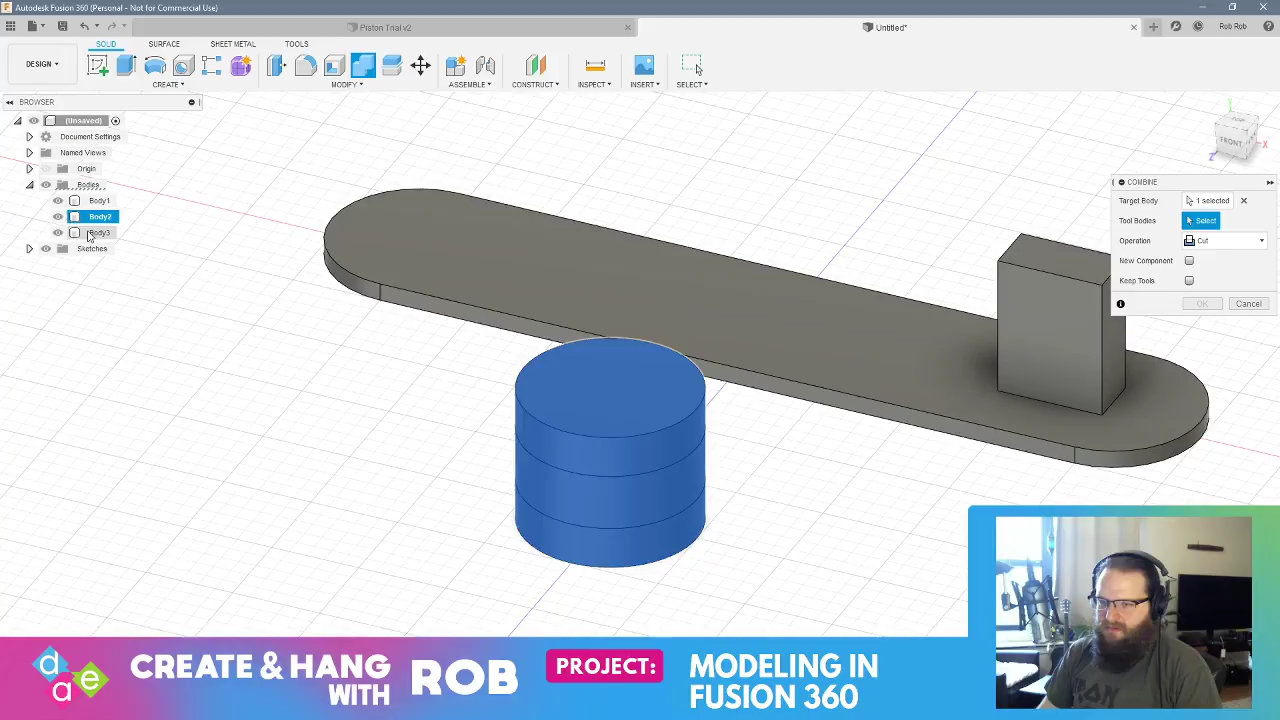 Autodesk Fusion 360 (Personal - Not for Commercial Use)
Piston Trial v2
Untitled*
Rob Rob
SOLID
SURFACE
SHEET METAL
TOOLS
DESIGN
CREATE
MODIFY
ASSEMBLE
CONSTRUCT
INSPECT
INSERT
SELECT
BROWSER
(Unsaved)
Document Settings
Named Views
Origin
Bodies
Body1
Body2
Body3
Sketches
TOP
FRONT
Y
X
Z
COMBINE
Target Body
1 selected
Tool Bodies
Select
Operation
Cut
New Component
Keep Tools
OK
Cancel
d
a
e
CREATE & HANG
WITH
ROB
PROJECT:
MODELING IN
FUSION 360